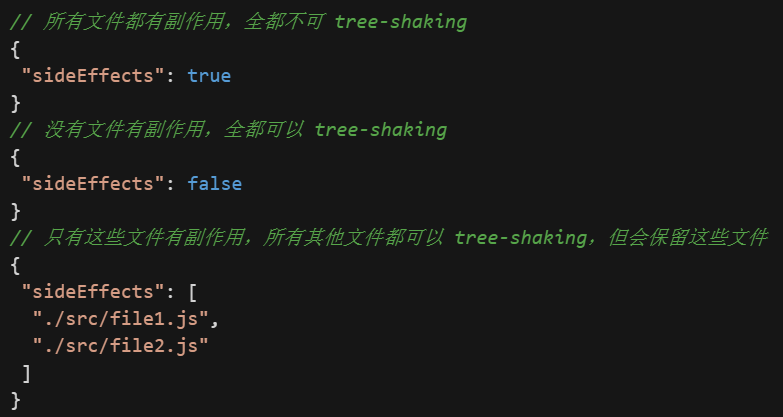 // 所有文件都有副作用，全都不可 tree-shaking
{
 "sideEffects": true
}
// 没有文件有副作用，全都可以 tree-shaking
{
 "sideEffects": false
}
// 只有这些文件有副作用，所有其他文件都可以 tree-shaking，但会保留这些文件
{
 "sideEffects": [
  "./src/file1.js",
  "./src/file2.js"
 ]
}